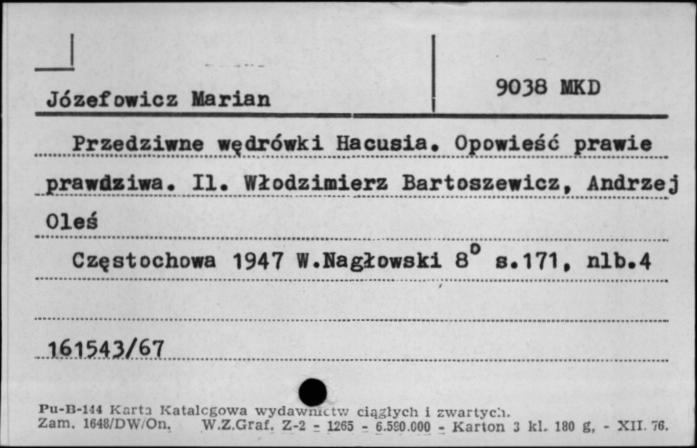 9038 MKD
Józefowicz Marian
Przedziwne wędrówki Hacusia. Opowieść prawie
prawdziwa. Il. Włodzimierz Bartoszewicz, Andrzej
Oleś
Częstochowa 1947 W.Nagłowski 8° s.171, nlb.4
161543/67
Pu-B-144 Karta Katalogowa wydawnictw ciągłych i zwartych.
Zam. 1648/DW/On. W.Z.Graf. Z-2 - 1265 - 6.580.000 - Karton 3 kl. 180 g, - XII. 76.